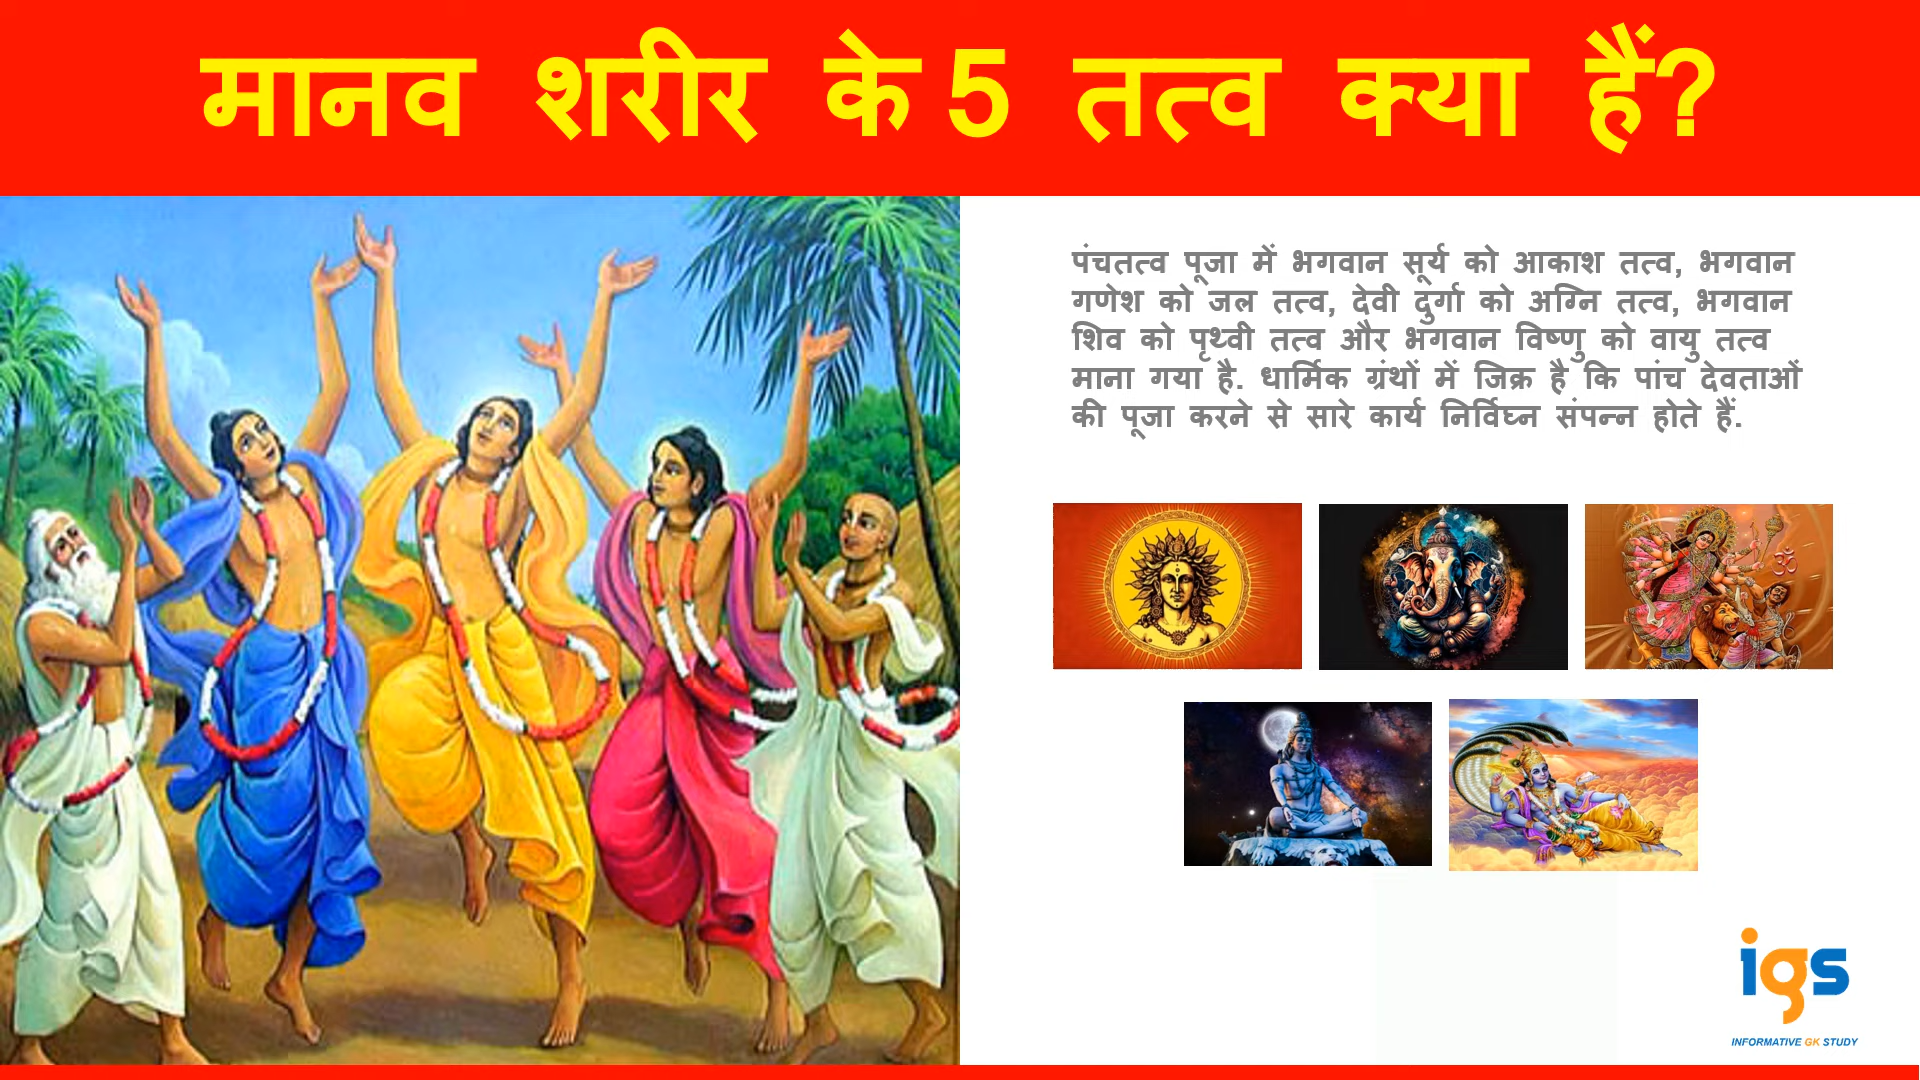 मानव शरीर के 5 तत्व क्या हैं?
पंचतत्व पूजा में भगवान सूर्य को आकाश तत्व, भगवान
गणेश को जल तत्व, देवी दुर्गा को अग्नि तत्व, भगवान
शिव को पृथ्वी तत्व और भगवान विष्णु को वायु तत्व
माना गया है. धार्मिक ग्रंथों में जिक्र है कि पांच देवताओं
की पूजा करने से सारे कार्य निर्विघ्न संपन्न होते हैं.
ॐ
igs
INFORMATIVE GK STUDY